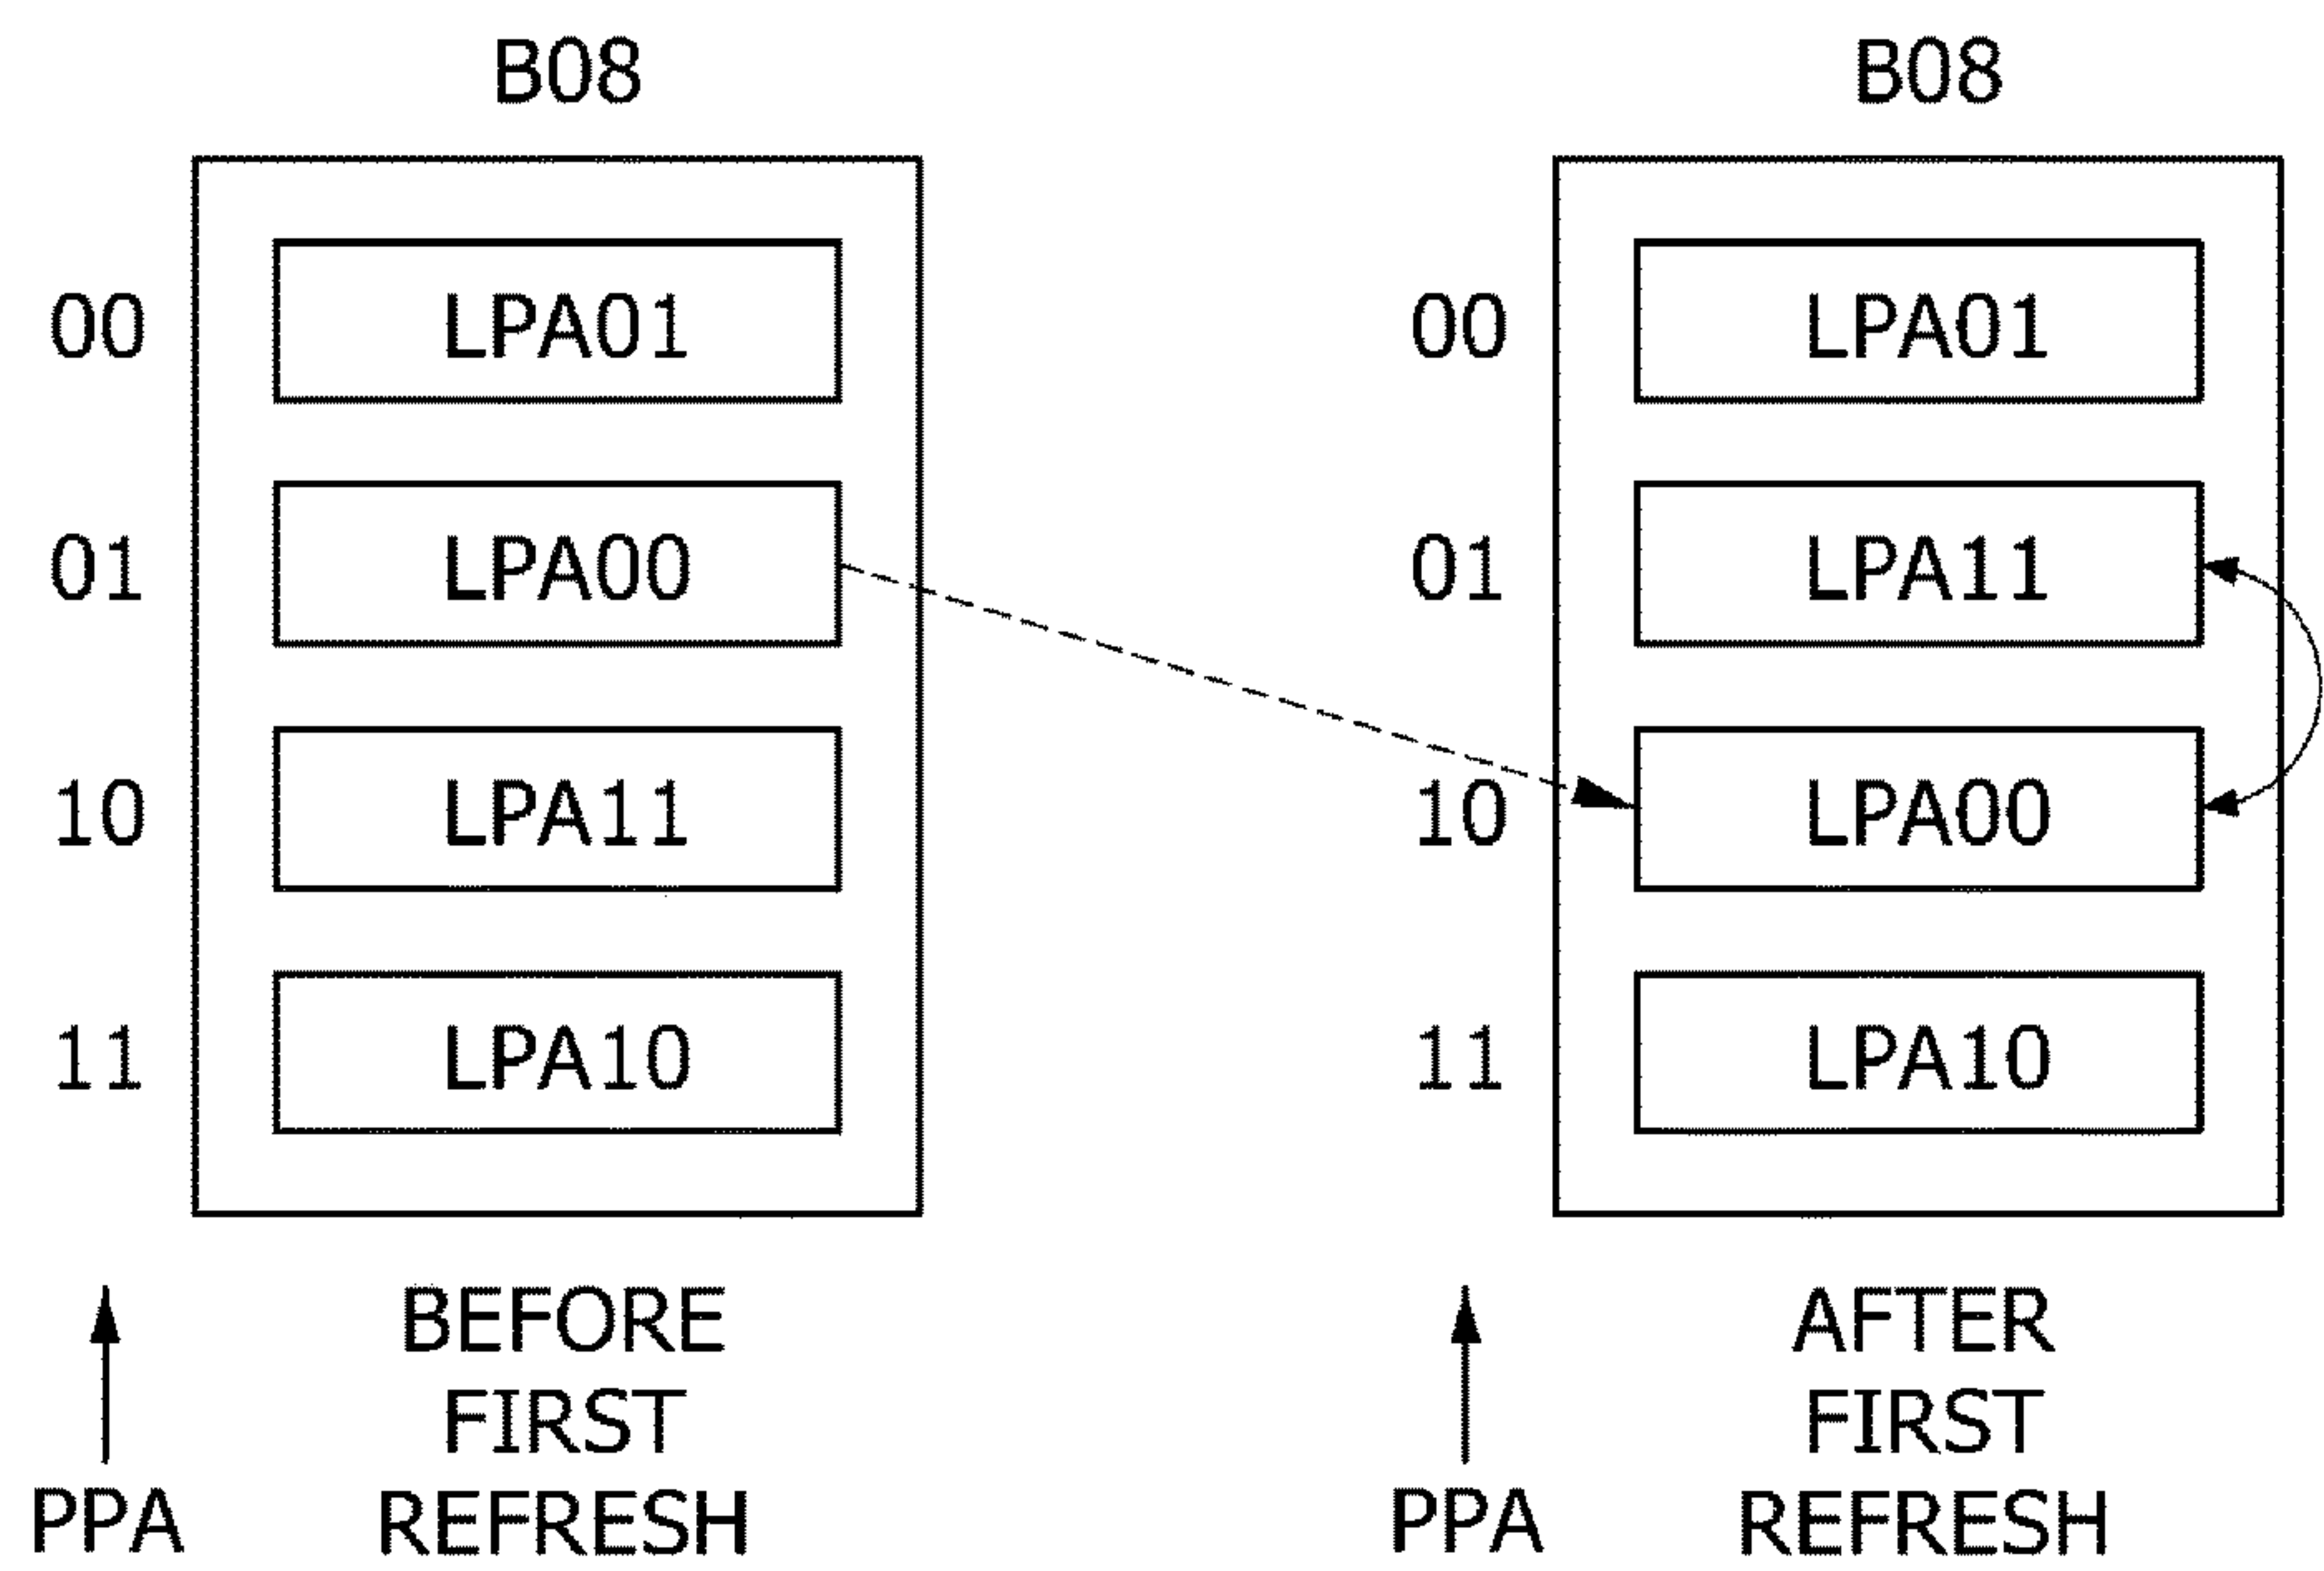 B08 B08
00 LPA01 00 LPA01
01 LPA00 01 LPA11
10 LPA11 10 LPA00
11 LPA10 11 LPA10
BEFORE AFTER
FIRST FIRST
PPA REFRESH PPA REFRESH